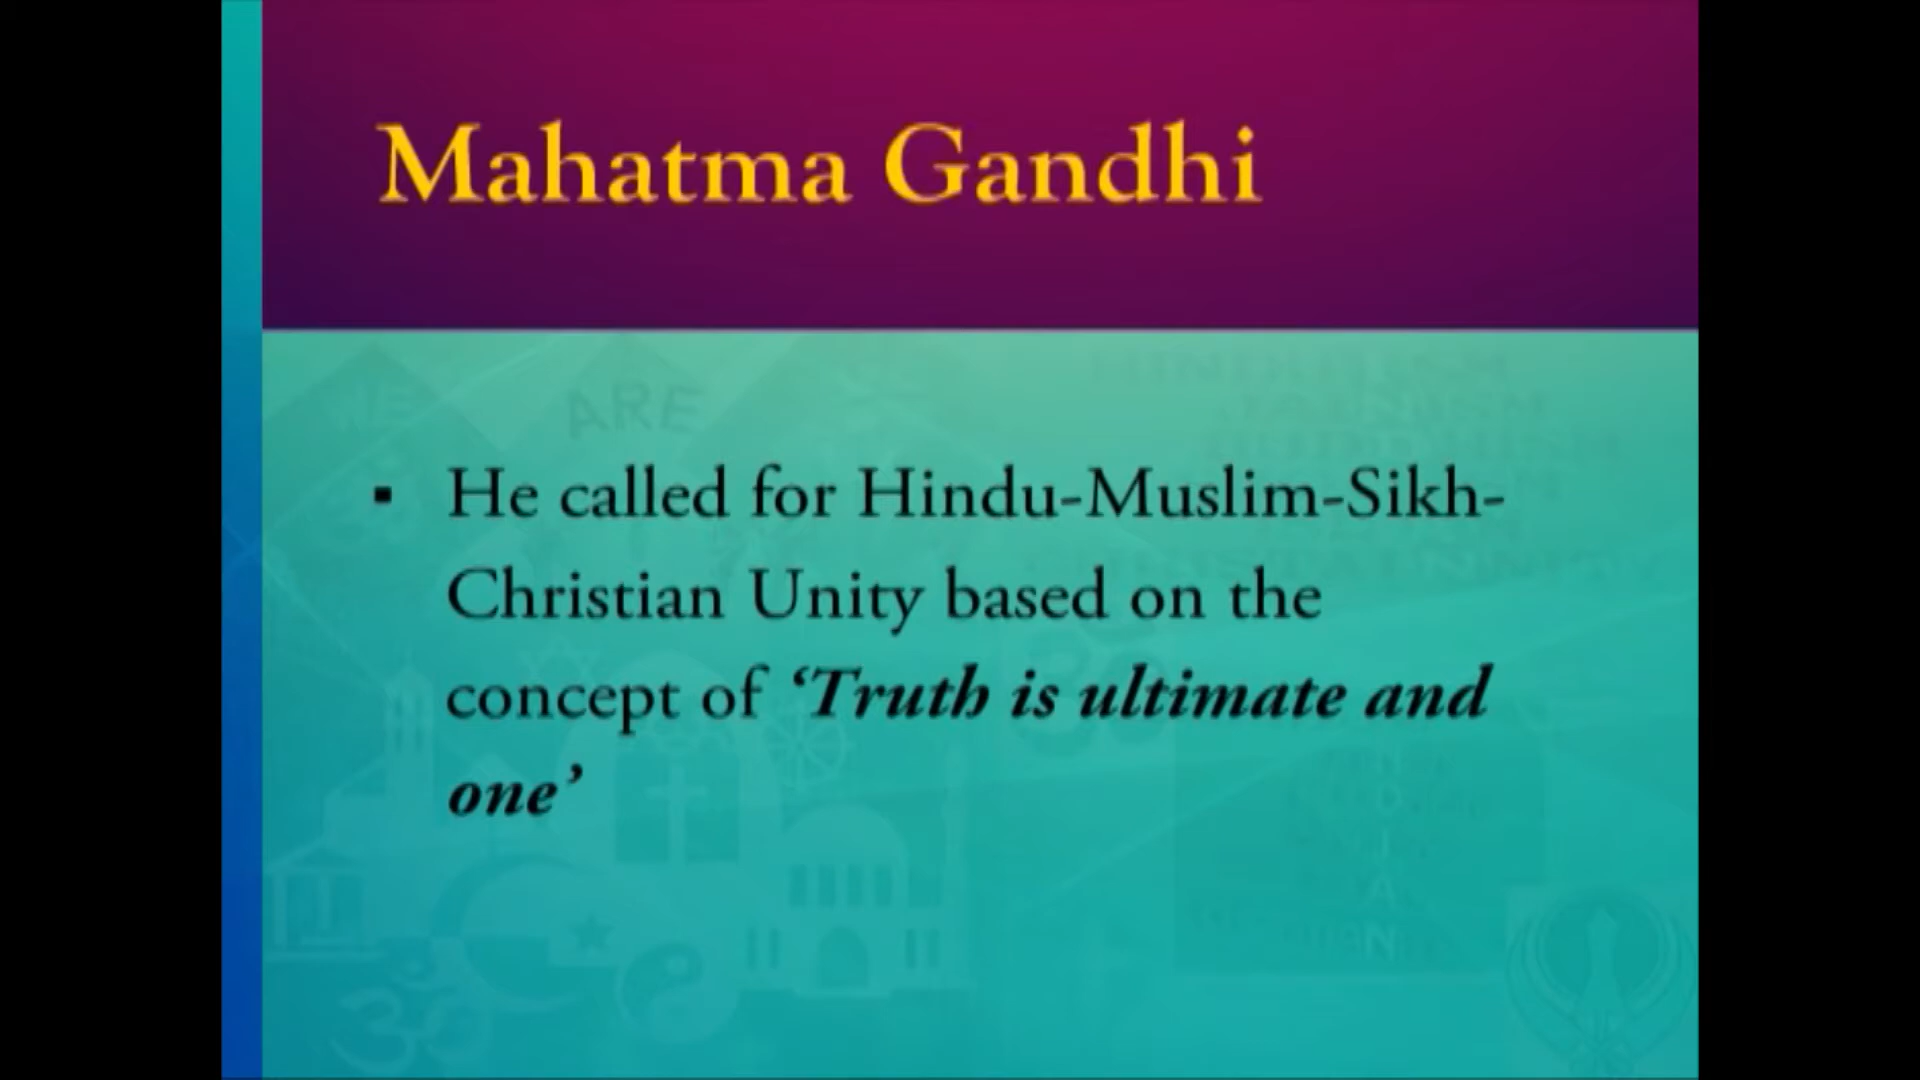 Mahatma Gandhi
▪ He called for Hindu-Muslim-Sikh-
Christian Unity based on the
concept of ‘Truth is ultimate and
one’
ARE